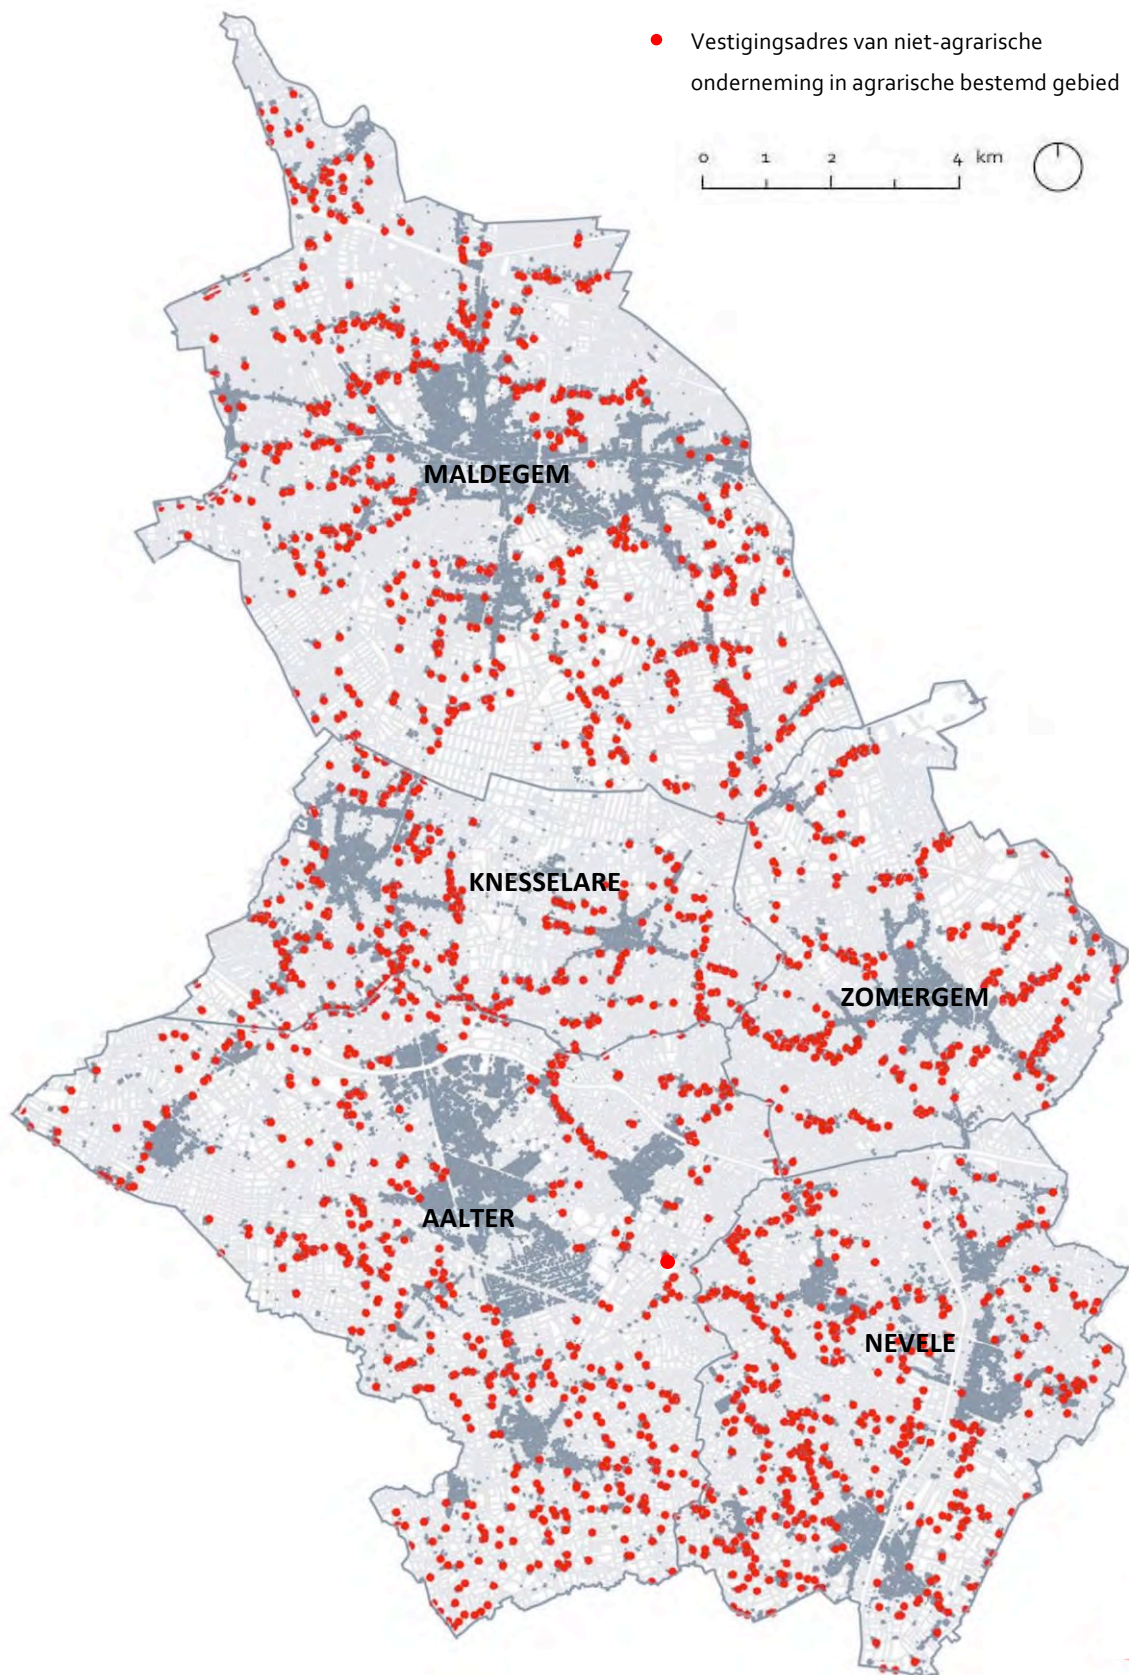 Vestigingsadres van niet-agrarische
onderneming in agrarische bestemd gebied
0 1 2 4 km
MALDEGEM
KNESSELARE
ZOMERGEM
AALTER
NEVELE